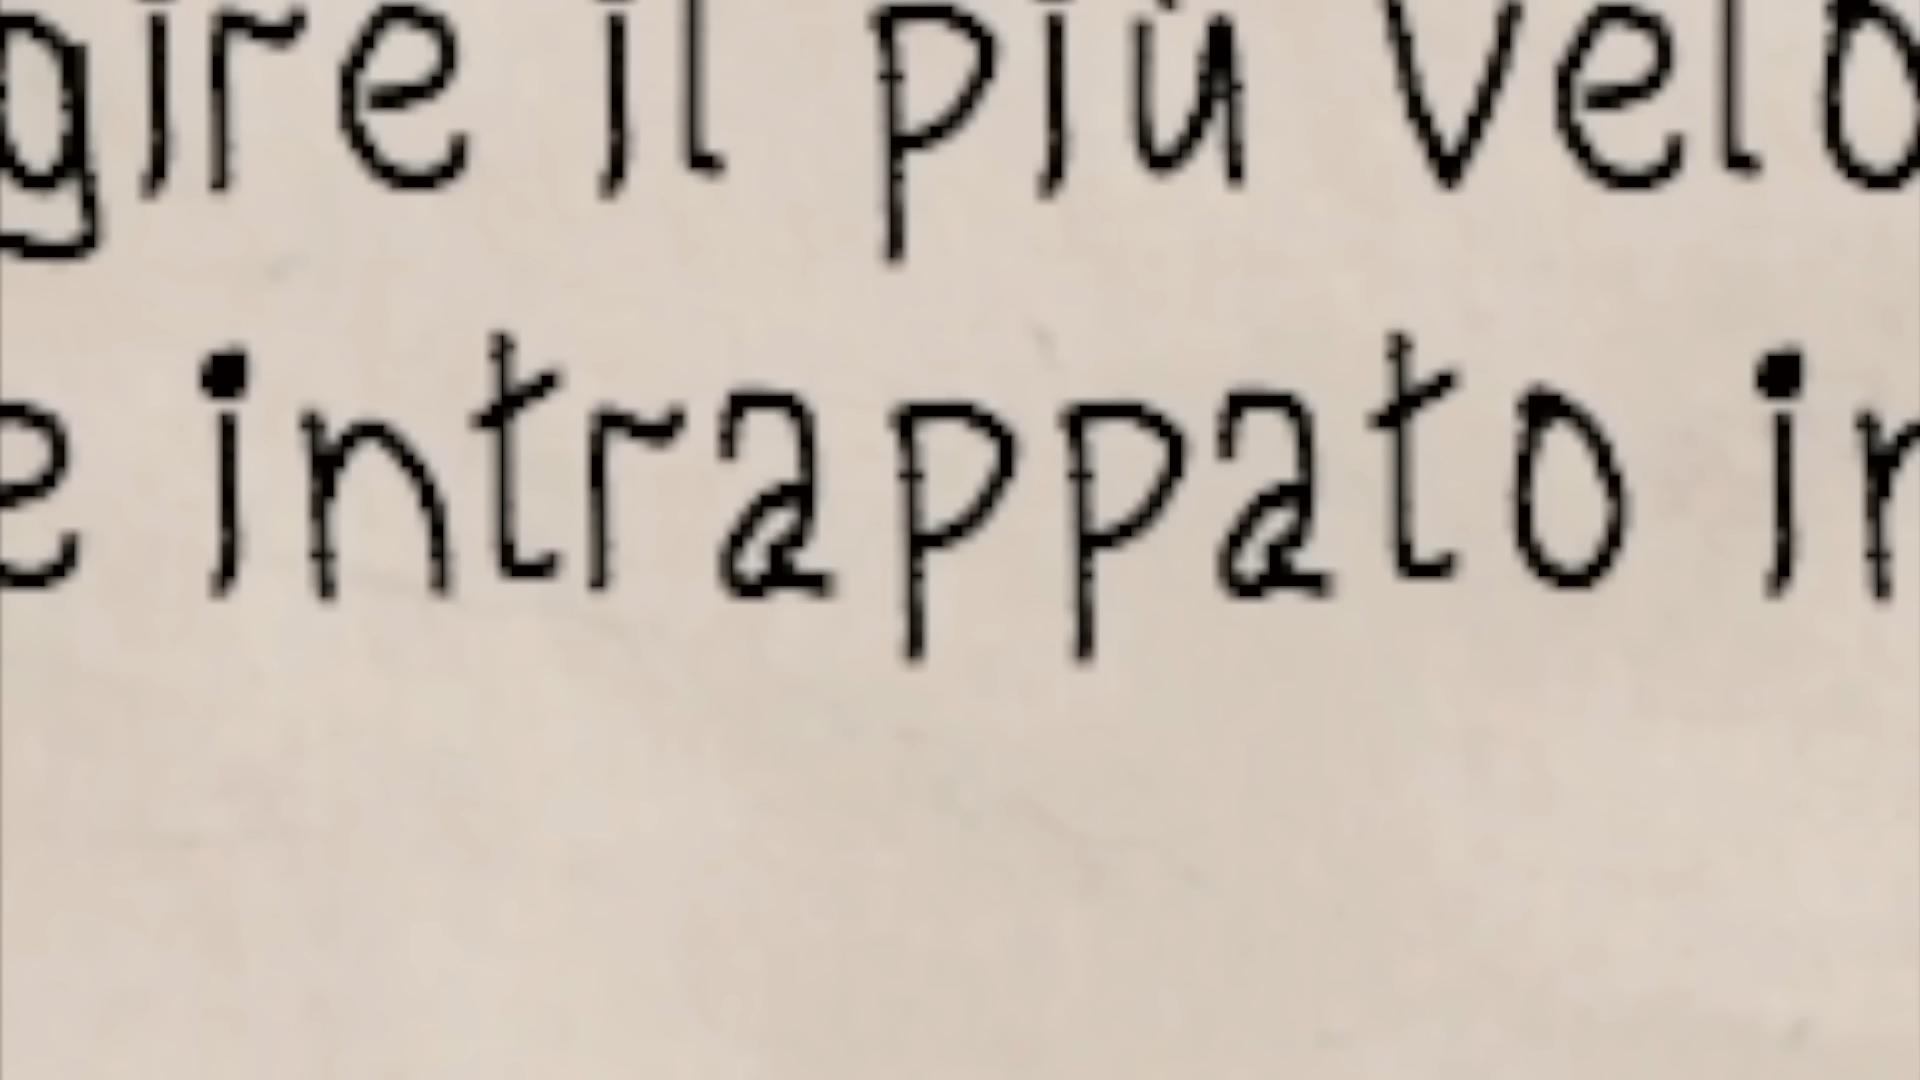 gire il più velo
e intrappato in